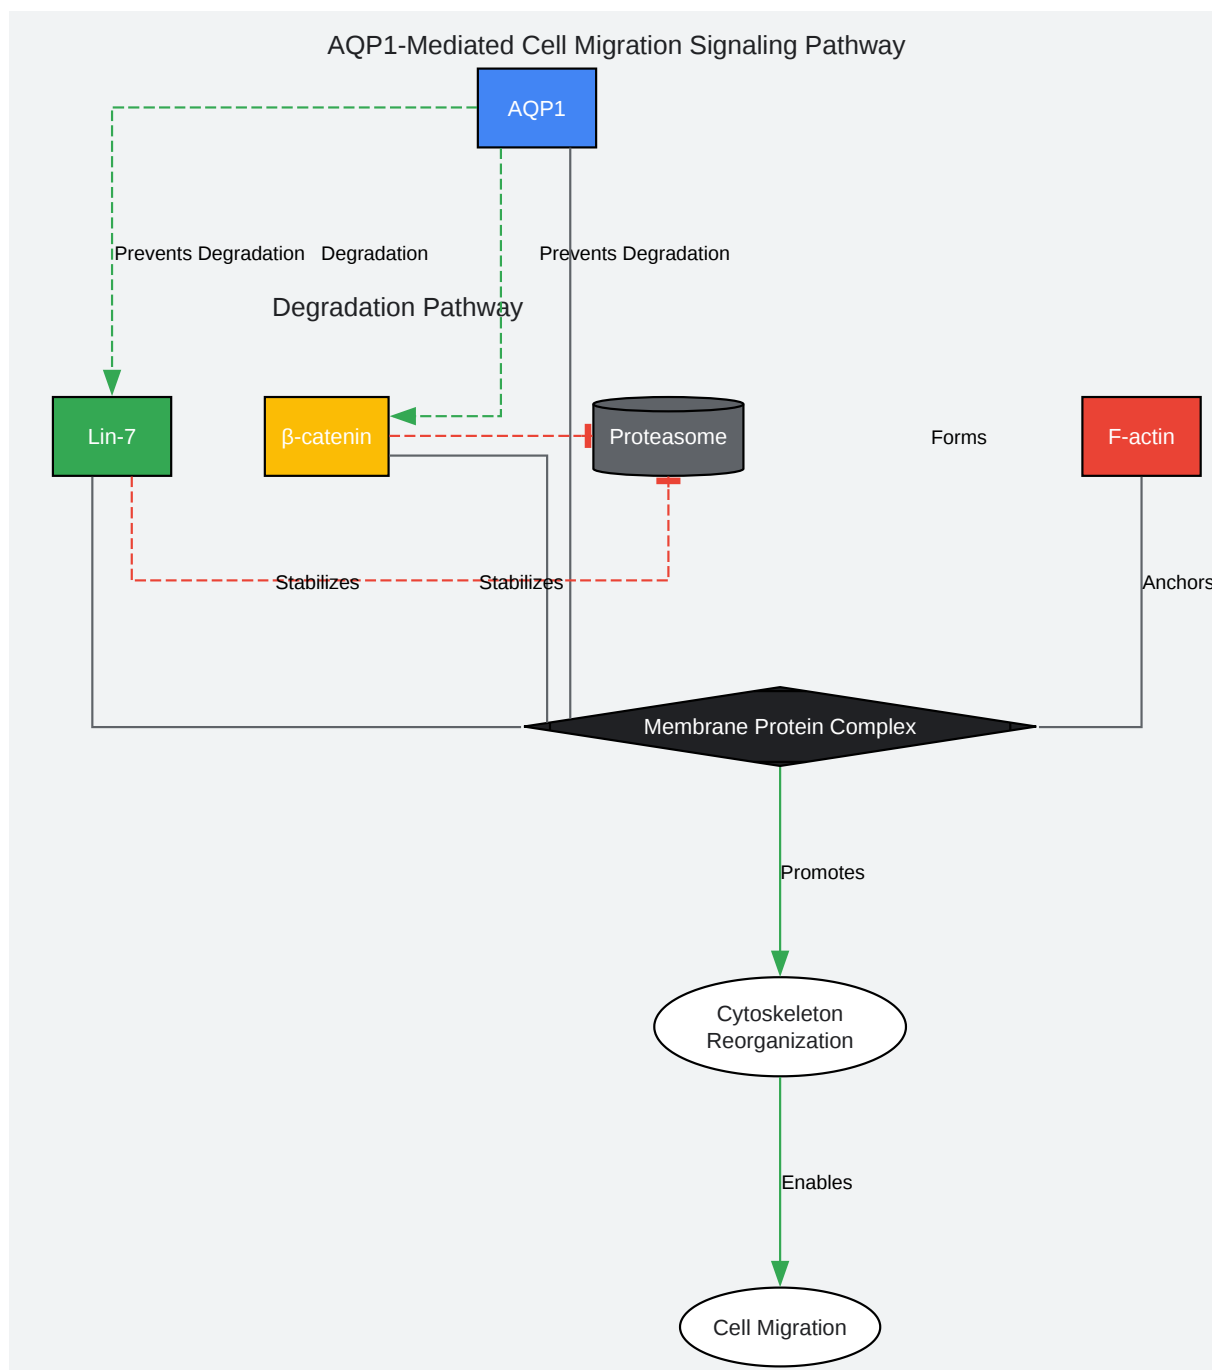 AQP1-Mediated Cell Migration Signaling Pathway
AQP1
Prevents Degradation
Degradation
Prevents Degradation
Degradation Pathway
Lin-7
β-catenin
Proteasome
Forms
F-actin
Stabilizes
Stabilizes
Anchors
Membrane Protein Complex
Promotes
Cytoskeleton
Reorganization
Enables
Cell Migration